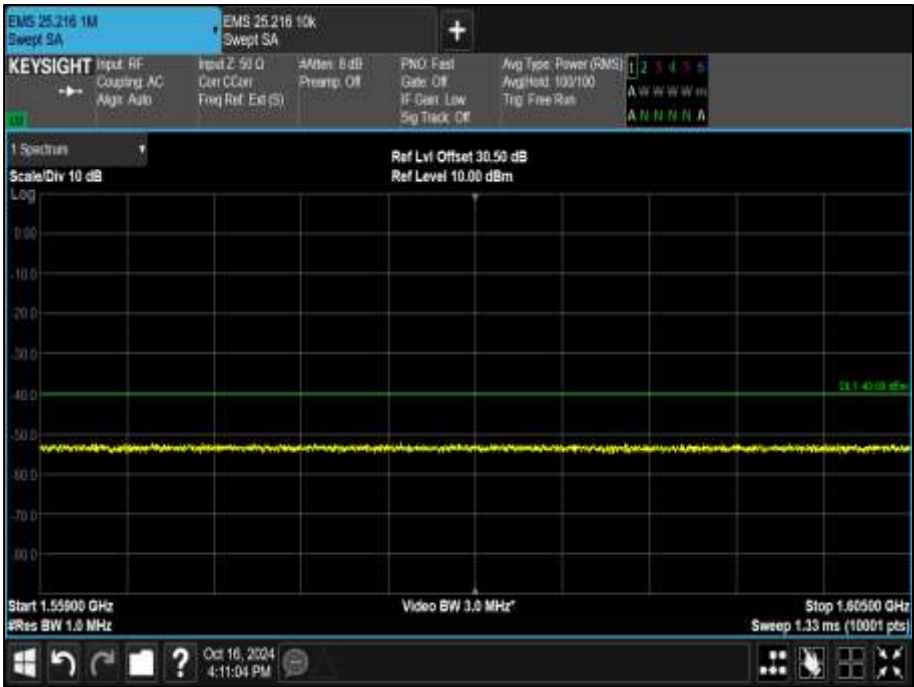 EMS 25.216 1M
Swept SA
EMS 25.216 10k
Swept SA
+
KEYSIGHT
Input: RF
Coupling: AC
Align: Auto
Input Z: 50 Ω
Corr CCorr
Freq Ref: Ext (S)
#Atten: 8 dB
Preamp: Off
PNO: Fast
Gate: Off
IF Gain: Low
Sig Track: Off
Avg Type: Power (RMS)
Avg|Hold: 100/100
Trig: Free Run
1 2 3 4 5 6
A W W W W
A N N N N A
1 Spectrum
Scale/Div 10 dB
Ref Lvl Offset 30.50 dB
Ref Level 10.00 dBm
Log
0.00
-10.0
-20.0
-30.0
DL1 -40.00 dBm
-40.0
-50.0
-60.0
-70.0
-80.0
Start 1.55900 GHz
Video BW 3.0 MHz*
Stop 1.60500 GHz
#Res BW 1.0 MHz
Sweep 1.33 ms (10001 pts)
?
Oct 16, 2024
4:11:04 PM